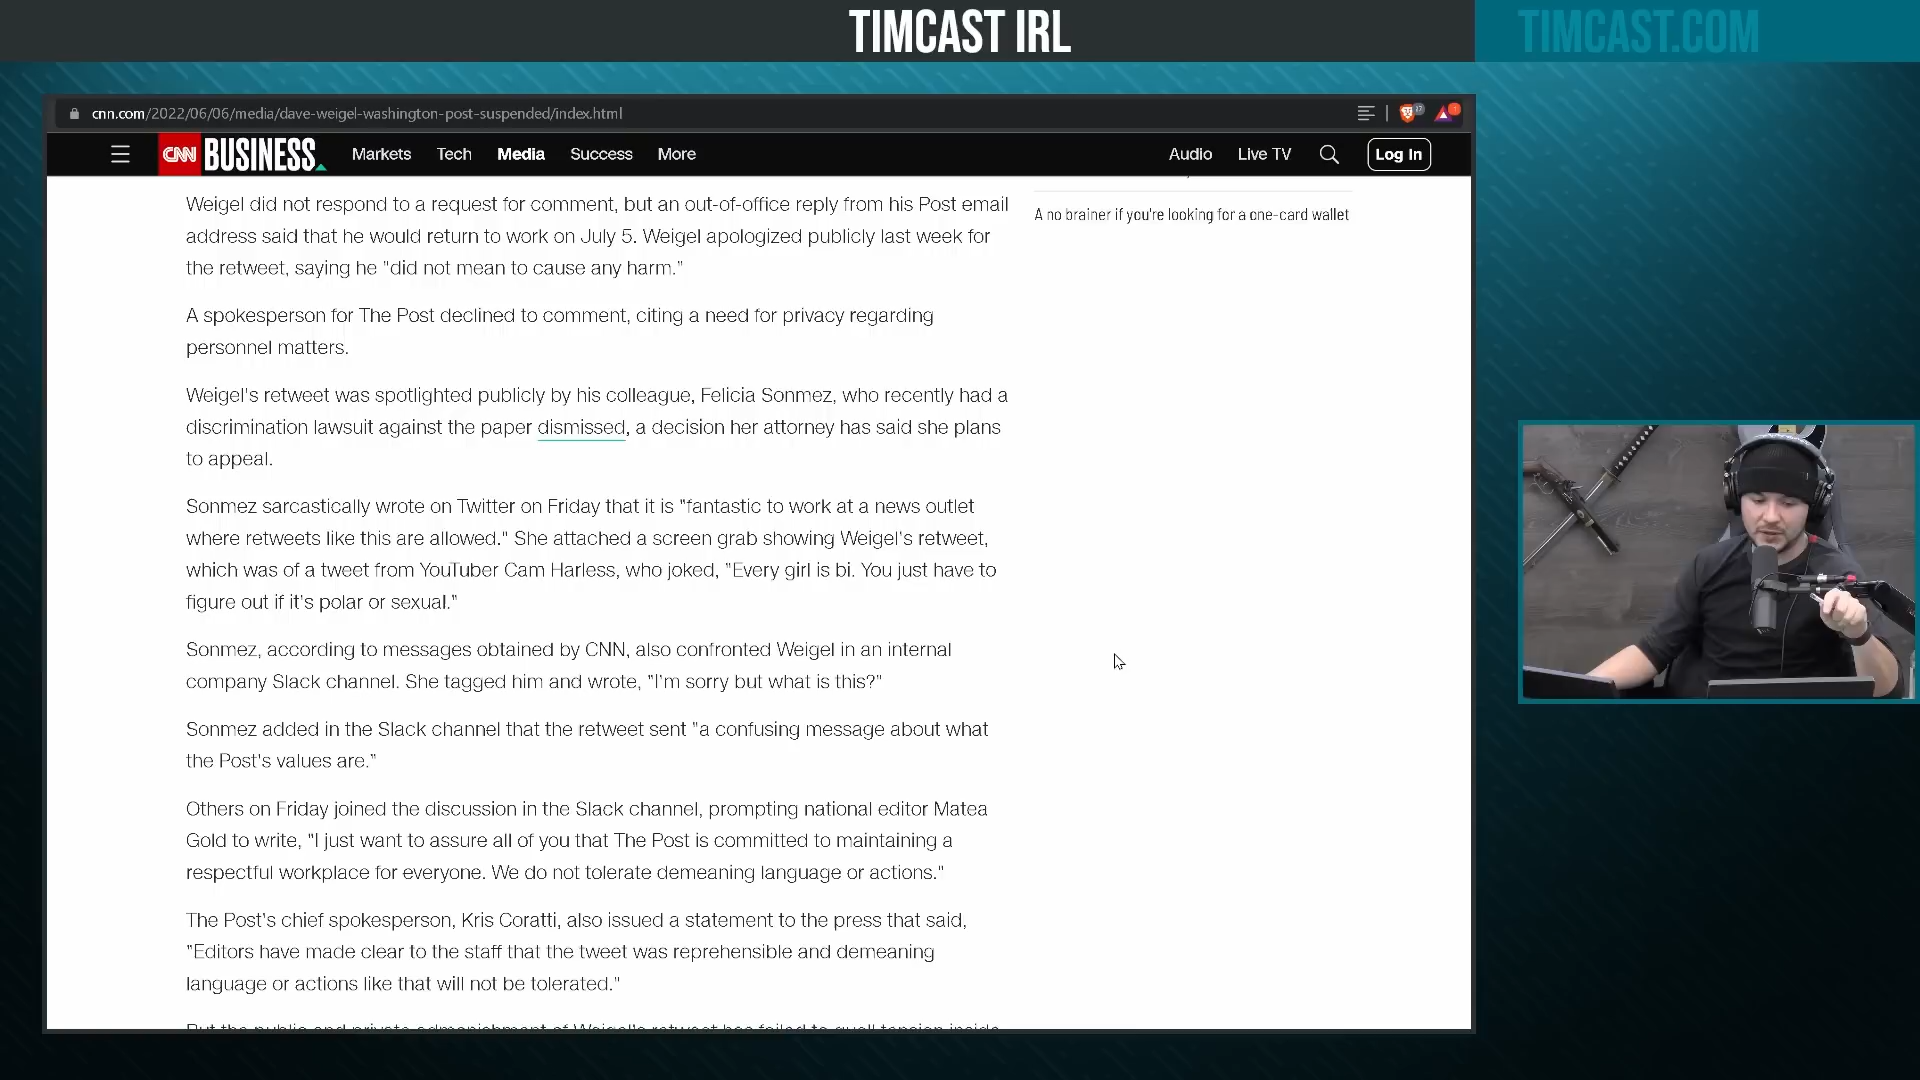 TIMCAST IRL
TIMCAST.COM
cnn.com/2022/06/06/media/dave-weigel-washington-post-suspended/index.html
CNN BUSINESS Markets Tech Media Success More Audio Live TV Log In
Weigel did not respond to a request for comment, but an out-of-office reply from his Post email
address said that he would return to work on July 5. Weigel apologized publicly last week for
the retweet, saying he "did not mean to cause any harm."
A no brainer if you're looking for a one-card wallet
A spokesperson for The Post declined to comment, citing a need for privacy regarding
personnel matters.
Weigel's retweet was spotlighted publicly by his colleague, Felicia Sonmez, who recently had a
discrimination lawsuit against the paper dismissed, a decision her attorney has said she plans
to appeal.
Sonmez sarcastically wrote on Twitter on Friday that it is "fantastic to work at a news outlet
where retweets like this are allowed." She attached a screen grab showing Weigel's retweet,
which was of a tweet from YouTuber Cam Harless, who joked, "Every girl is bi. You just have to
figure out if it's polar or sexual."
Sonmez, according to messages obtained by CNN, also confronted Weigel in an internal
company Slack channel. She tagged him and wrote, "I'm sorry but what is this?"
Sonmez added in the Slack channel that the retweet sent "a confusing message about what
the Post's values are."
Others on Friday joined the discussion in the Slack channel, prompting national editor Matea
Gold to write, "I just want to assure all of you that The Post is committed to maintaining a
respectful workplace for everyone. We do not tolerate demeaning language or actions."
The Post's chief spokesperson, Kris Coratti, also issued a statement to the press that said,
"Editors have made clear to the staff that the tweet was reprehensible and demeaning
language or actions like that will not be tolerated."
But the public and private admonishment of Weigel's retweet has failed to quell tension inside